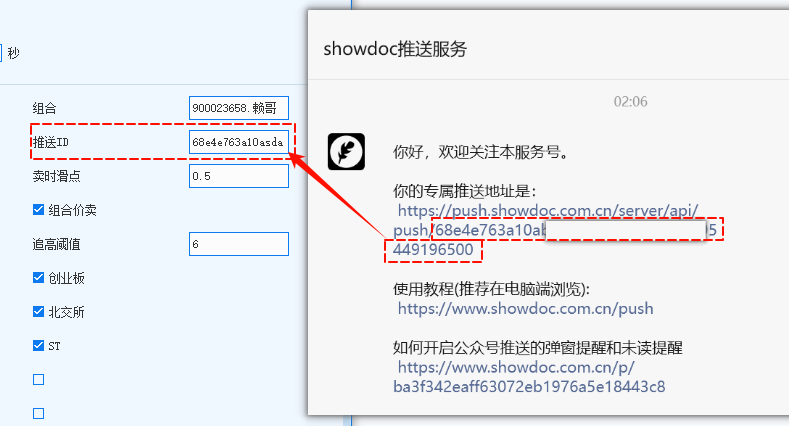 秒
组合
900023658.赖哥
推送ID
68e4e763a10asda
卖时滑点
0.5
组合价卖
追高阈值
6
创业板
北交所
ST
showdoc推送服务
02:06
你好，欢迎关注本服务号。
你的专属推送地址是：
https://push.showdoc.com.cn/server/api/
push/68e4e763a10ab
449196500
使用教程(推荐在电脑端浏览):
https://www.showdoc.com.cn/push
如何开启公众号推送的弹窗提醒和未读提醒
https://www.showdoc.com.cn/p/
ba3f342eaff63072eb1976a5e18443c8